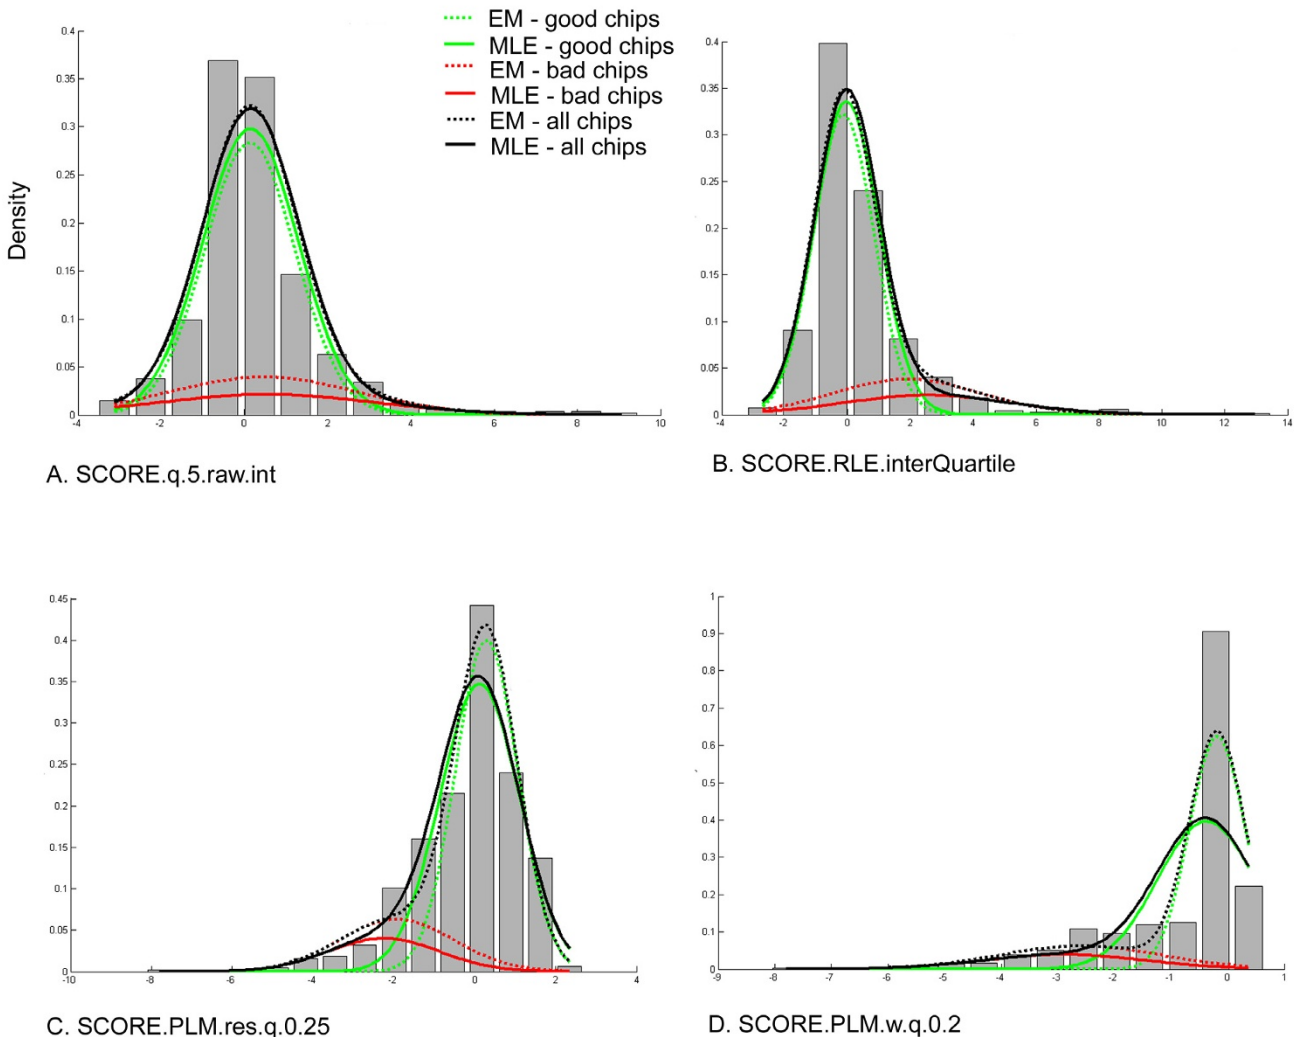 EM - good chips
MLE - good chips
EM - bad chips
MLE - bad chips
EM - all chips
MLE - all chips
Density
0.4
0.35
0.3
0.25
0.2
0.15
0.1
0.05
0
-4 -2 0 2 4 6 8 10
A. SCORE.q.5.raw.int
0.4
0.35
0.3
0.25
0.2
0.15
0.1
0.05
0
-4 -2 0 2 4 6 8 10 12 14
B. SCORE.RLE.interQuartile
0.45
0.4
0.35
0.3
0.25
0.2
0.15
0.1
0.05
0
-10 -8 -6 -4 -2 0 2 4
C. SCORE.PLM.res.q.0.25
1
0.9
0.8
0.7
0.6
0.5
0.4
0.3
0.2
0.1
0
-9 -8 -7 -6 -5 -4 -3 -2 -1 0 1
D. SCORE.PLM.w.q.0.2